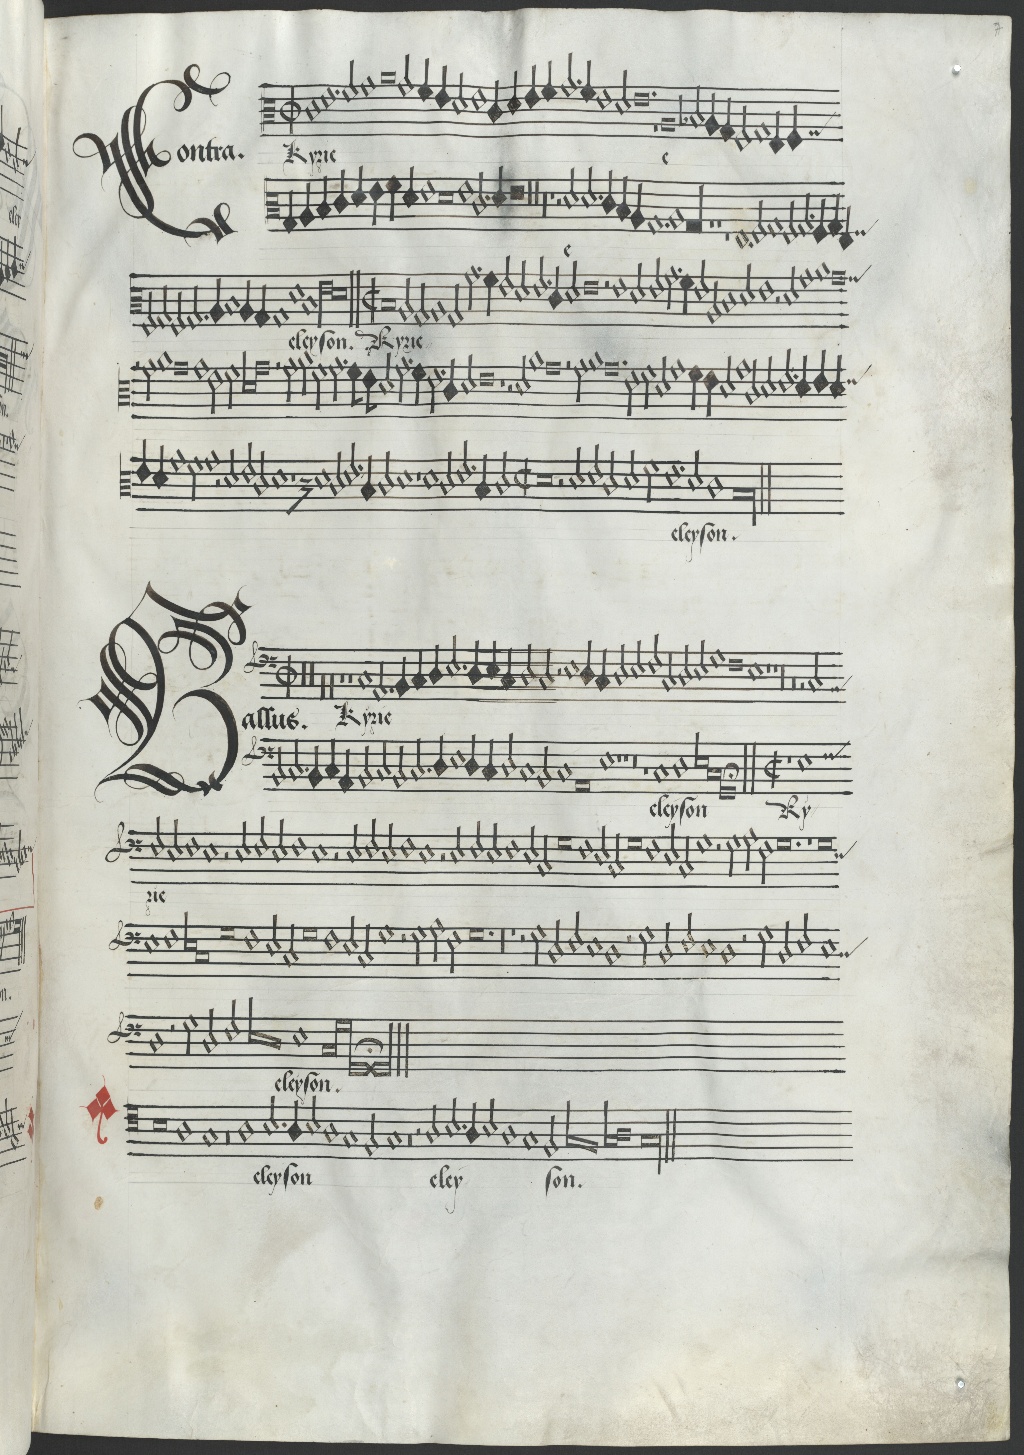 7
Contra. Kyrie e
e
eleyson. Kyrie
eleyson.
Bassus. Kyrie
eleyson Ky
rie
eleyson.
eleyson eley son.